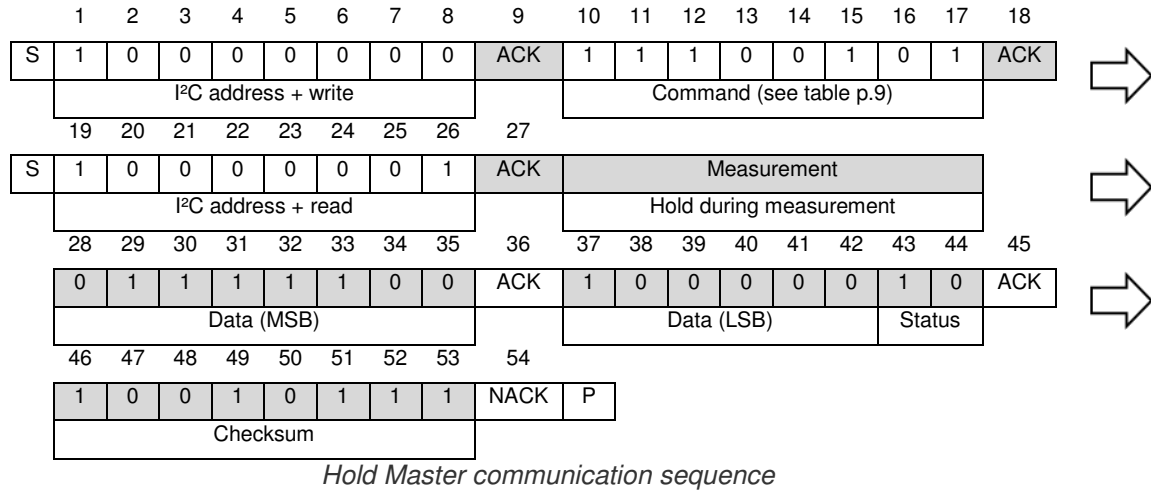 1 2 3 4 5 6 7 8 9 10 11 12 13 14 15 16 17 18
S 1 0 0 0 0 0 0 0 ACK 1 1 1 0 0 1 0 1 ACK
I²C address + write Command (see table p.9)
19 20 21 22 23 24 25 26 27
S 1 0 0 0 0 0 0 1 ACK Measurement
I²C address + read Hold during measurement
28 29 30 31 32 33 34 35 36 37 38 39 40 41 42 43 44 45
0 1 1 1 1 1 0 0 ACK 1 0 0 0 0 0 1 0 ACK
Data (MSB) Data (LSB) Status
46 47 48 49 50 51 52 53 54
1 0 0 1 0 1 1 1 NACK P
Checksum
Hold Master communication sequence